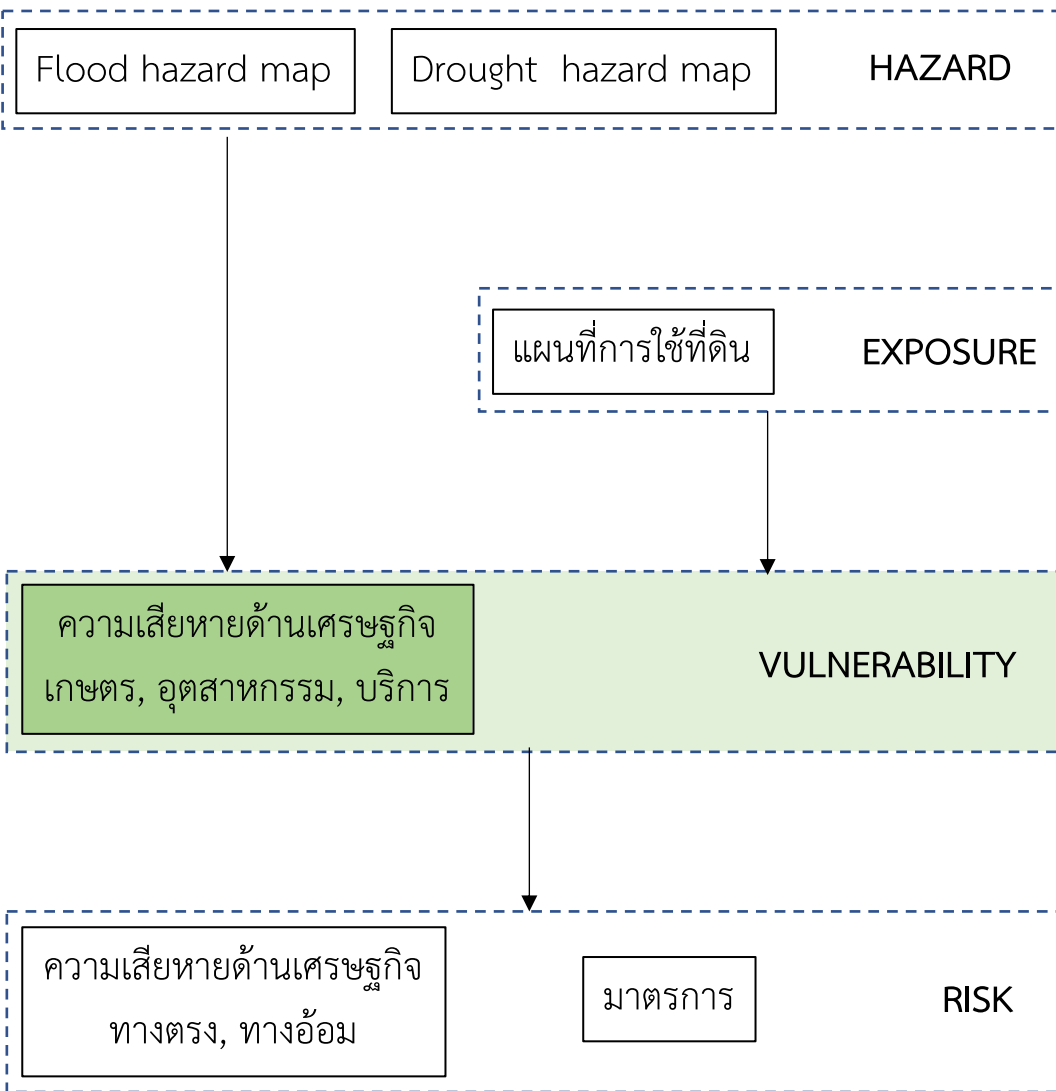 Flood hazard map
Drought hazard map
HAZARD
แผนที่การใช้ที่ดิน
EXPOSURE
ความเสียหายด้านเศรษฐกิจ
เกษตร, อุตสาหกรรม, บริการ
VULNERABILITY
ความเสียหายด้านเศรษฐกิจ
ทางตรง, ทางอ้อม
มาตรการ
RISK